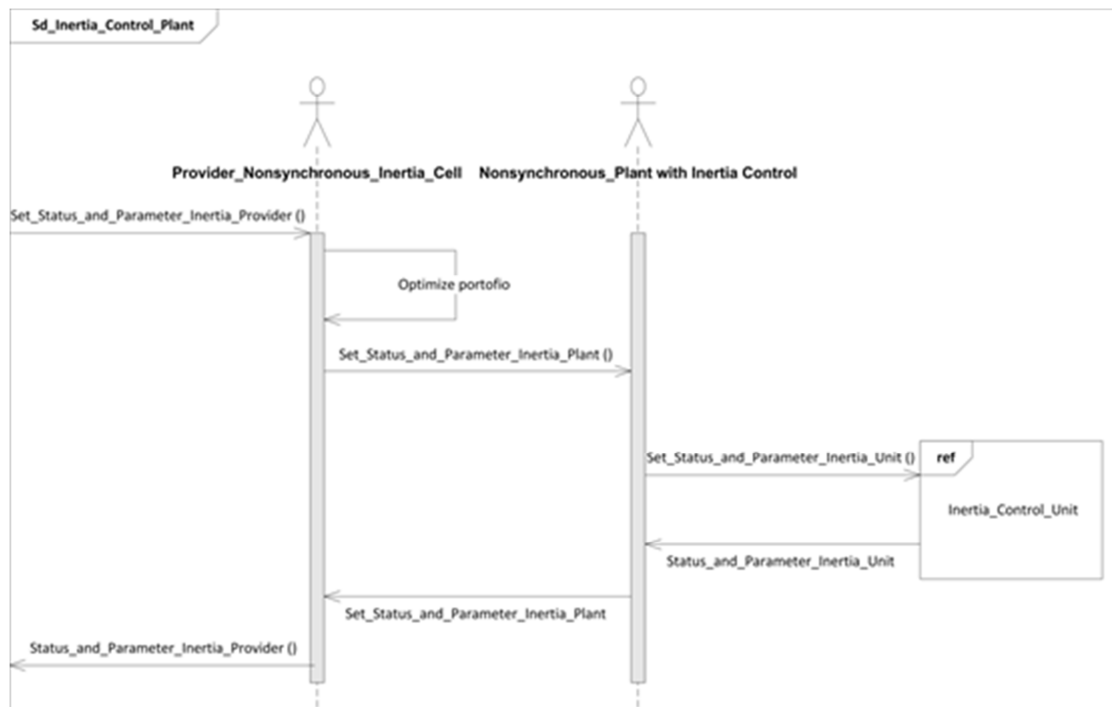 Sd_Inertia_Control_Plant
Provider_Nonsynchronous_Inertia_Cell
Nonsynchronous_Plant with Inertia Control
Set_Status_and_Parameter_Inertia_Provider ()
Optimize portofio
Set_Status_and_Parameter_Inertia_Plant ()
Set_Status_and_Parameter_Inertia_Unit ()
ref
Inertia_Control_Unit
Status_and_Parameter_Inertia_Unit
Set_Status_and_Parameter_Inertia_Plant
Status_and_Parameter_Inertia_Provider ()